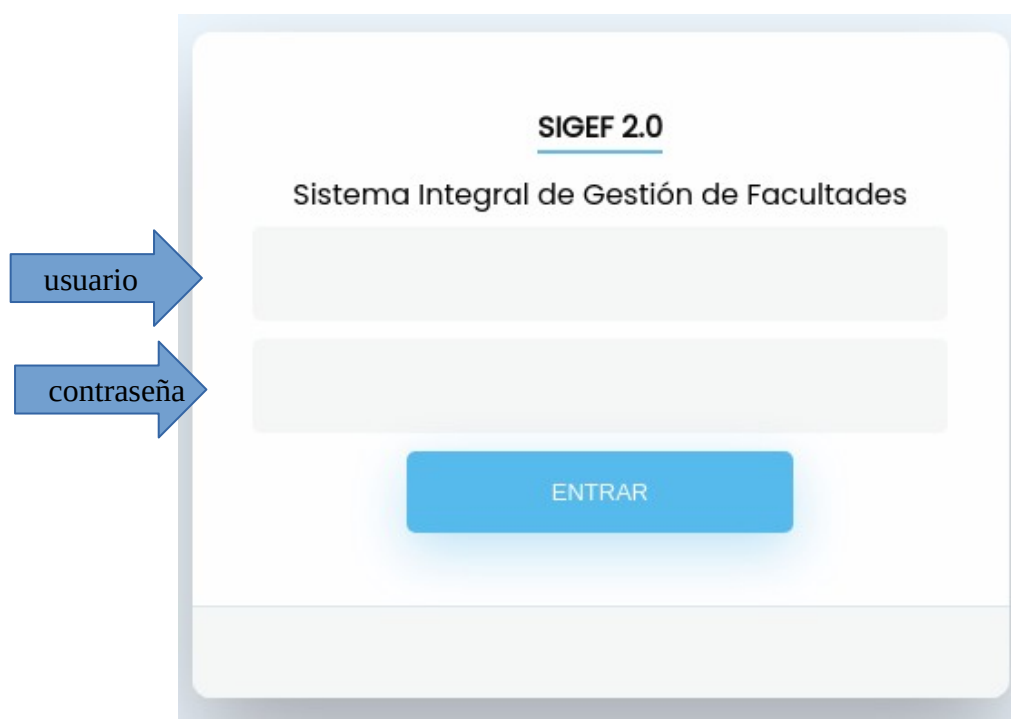 SIGEF 2.0
Sistema Integral de Gestión de Facultades
usuario
contraseña
ENTRAR